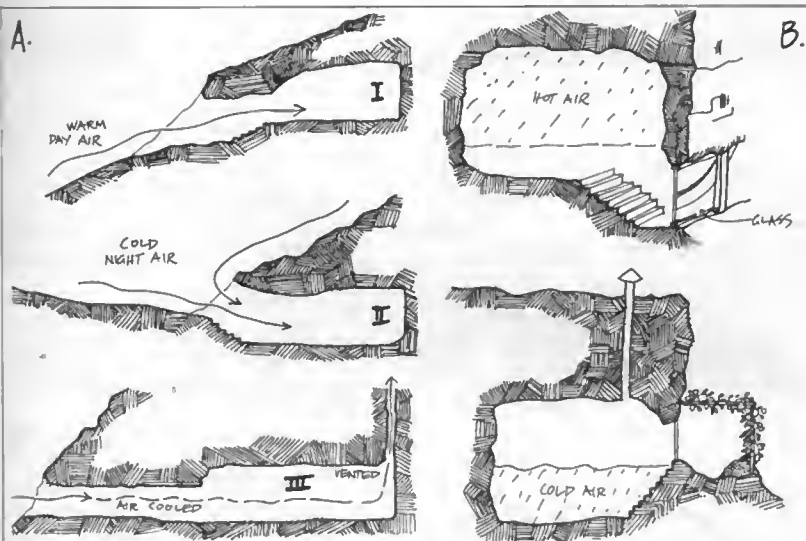 A.
I
WARM
DAY AIR
COLD
NIGHT AIR
II
III
VENTED
AIR COOLED
B.
HOT AIR
GLASS
COLD AIR